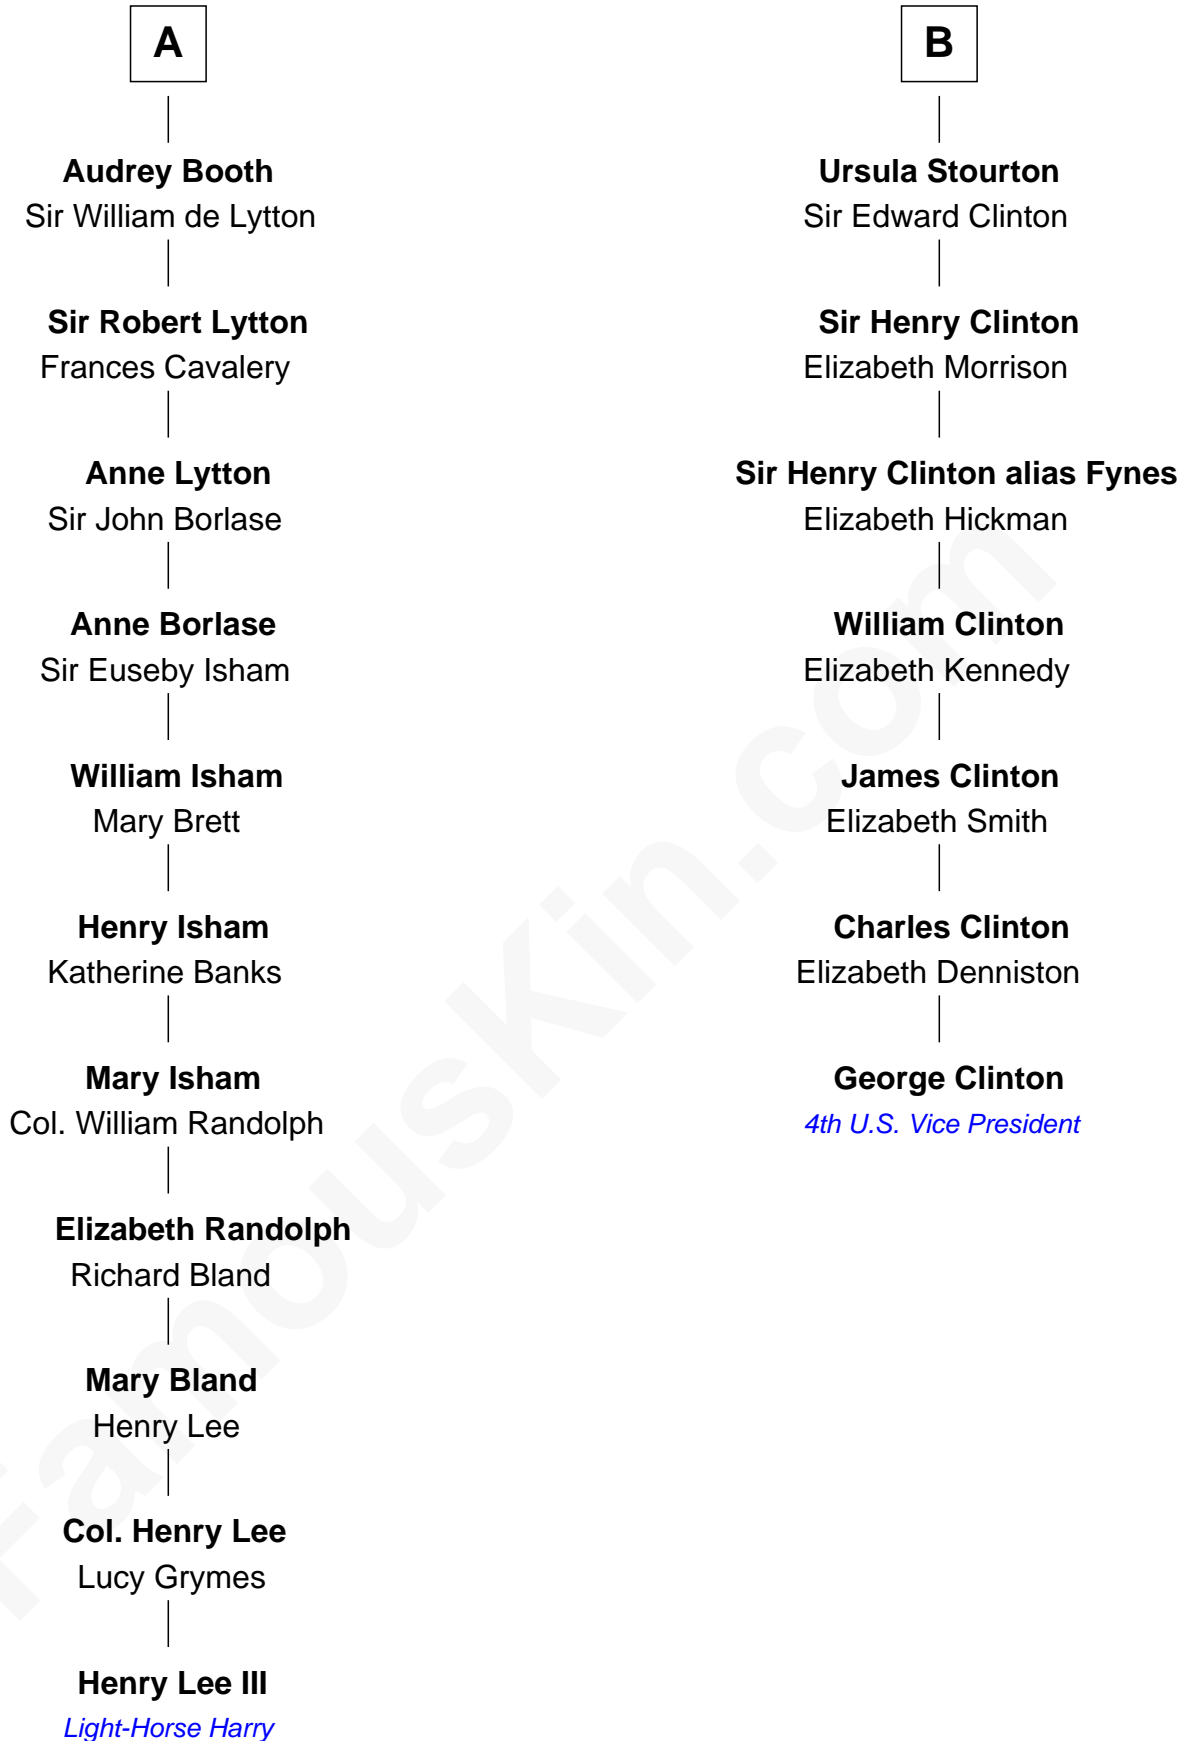 A
Audrey Booth
Sir William de Lytton
Sir Robert Lytton
Frances Cavalery
Anne Lytton
Sir John Borlase
Anne Borlase
Sir Euseby Isham
William Isham
Mary Brett
Henry Isham
Katherine Banks
Mary Isham
Col. William Randolph
Elizabeth Randolph
Richard Bland
Mary Bland
Henry Lee
Col. Henry Lee
Lucy Grymes
Henry Lee III
Light-Horse Harry
B
Ursula Stourton
Sir Edward Clinton
Sir Henry Clinton
Elizabeth Morrison
Sir Henry Clinton alias Fynes
Elizabeth Hickman
William Clinton
Elizabeth Kennedy
James Clinton
Elizabeth Smith
Charles Clinton
Elizabeth Denniston
George Clinton
4th U.S. Vice President
FamousKin.com